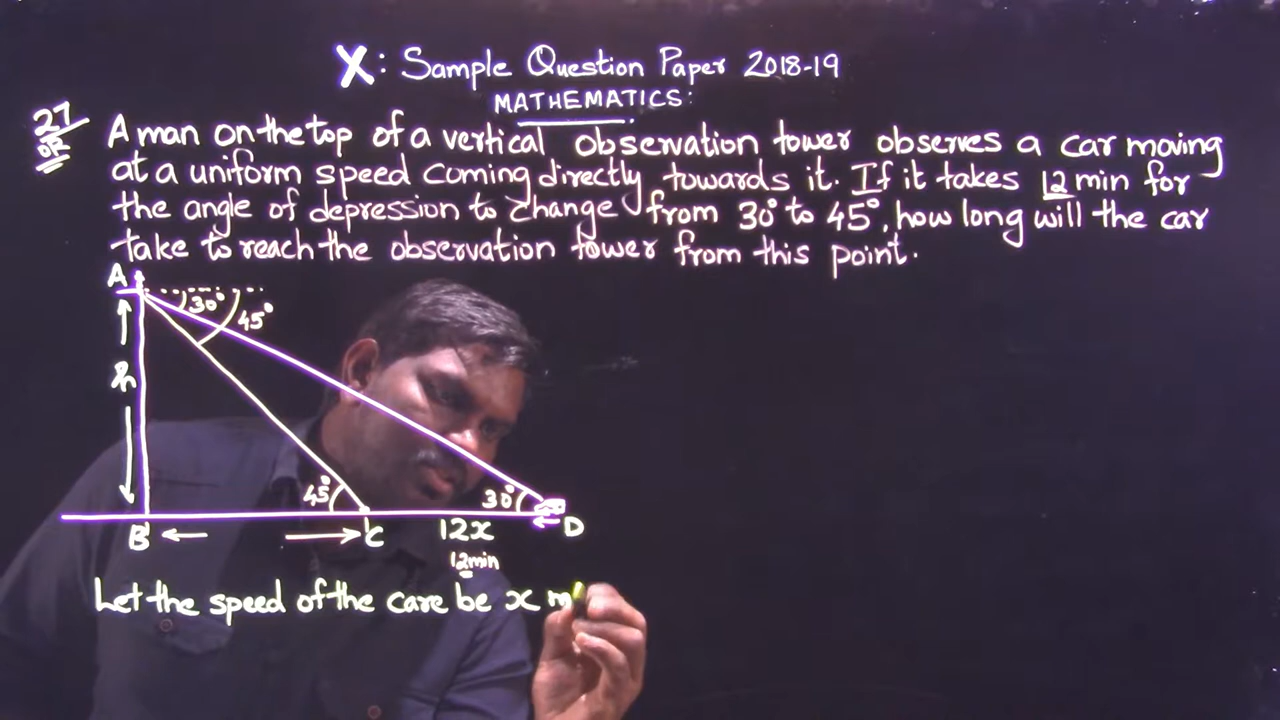 X: Sample Question Paper 2018-19
MATHEMATICS:
27
OR
A man on the top of a vertical observation tower observes a car moving
at a uniform speed coming directly towards it. If it takes 12 min for
the angle of depression to change from 30° to 45°, how long will the car
take to reach the observation tower from this point.
A
30°
45°
h
45°
30°
B
C
12x
D
12min
Let the speed of the care be x m